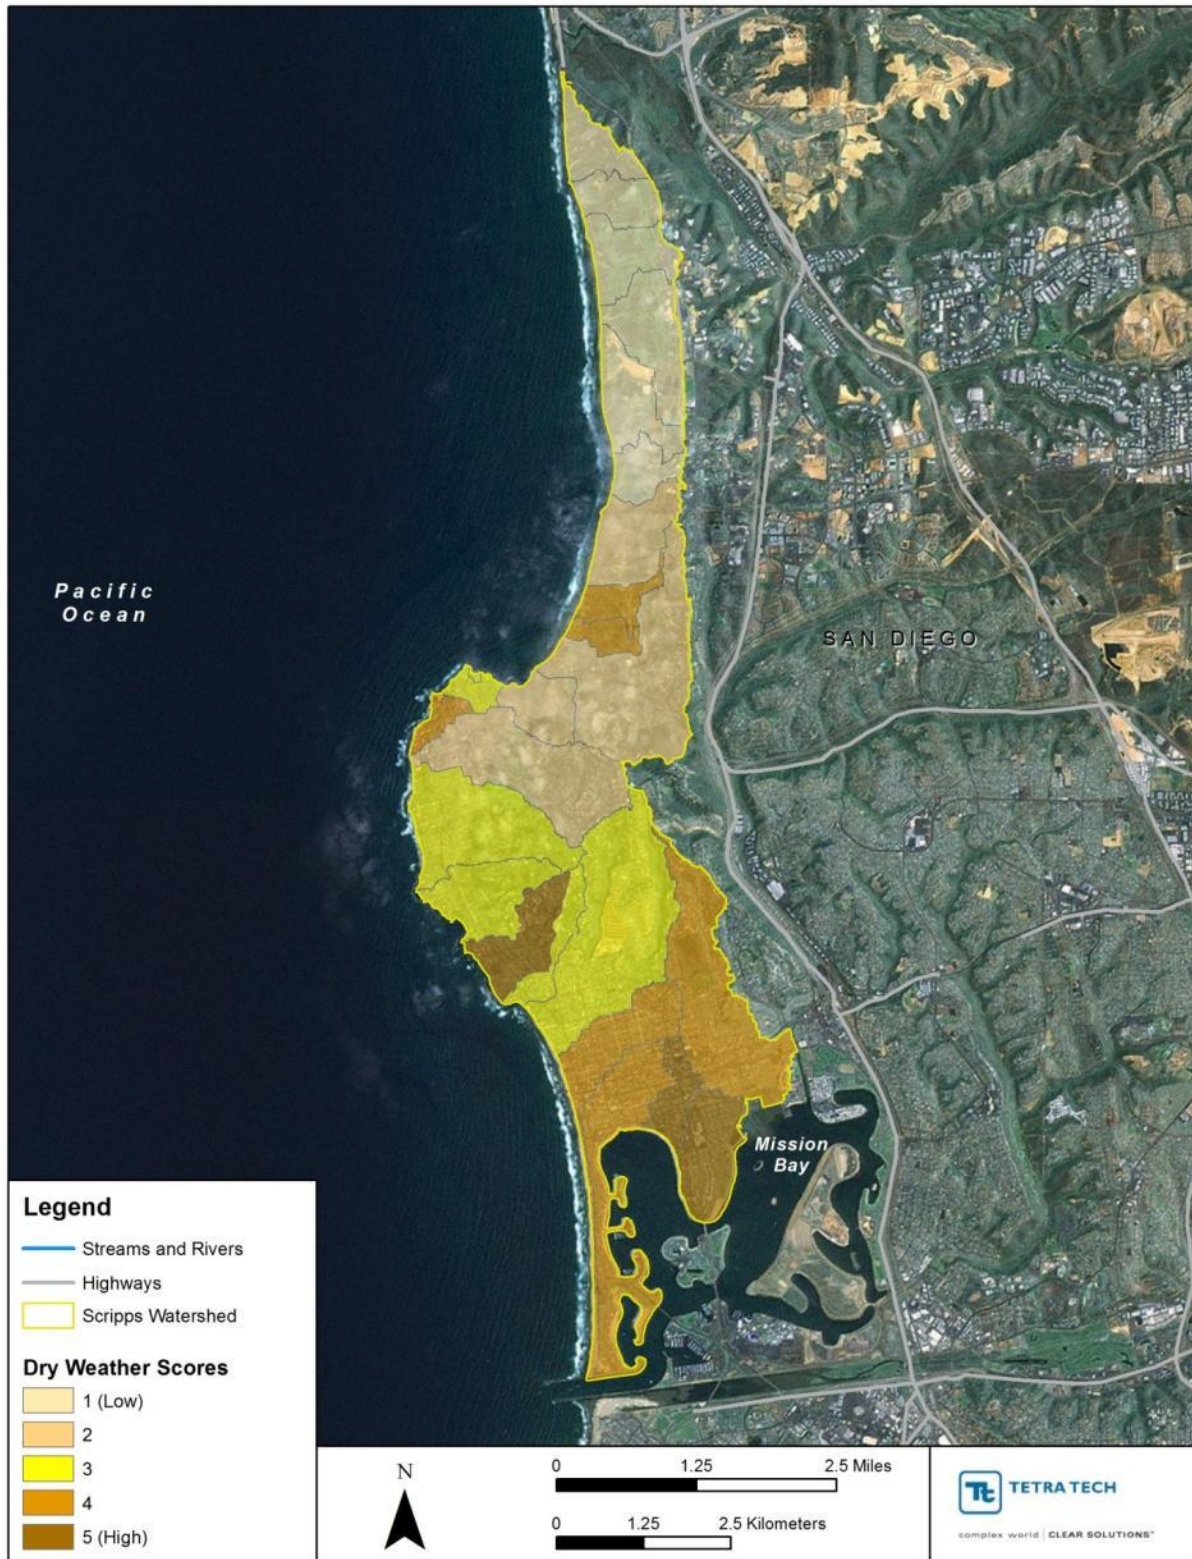 Pacific
Ocean
SAN DIEGO
Mission
Bay
Legend
Streams and Rivers
Highways
Scripps Watershed
Dry Weather Scores
1 (Low)
2
3
4
5 (High)
N
0 1.25 2.5 Miles
0 1.25 2.5 Kilometers
Tt TETRA TECH
complex world | CLEAR SOLUTIONS™